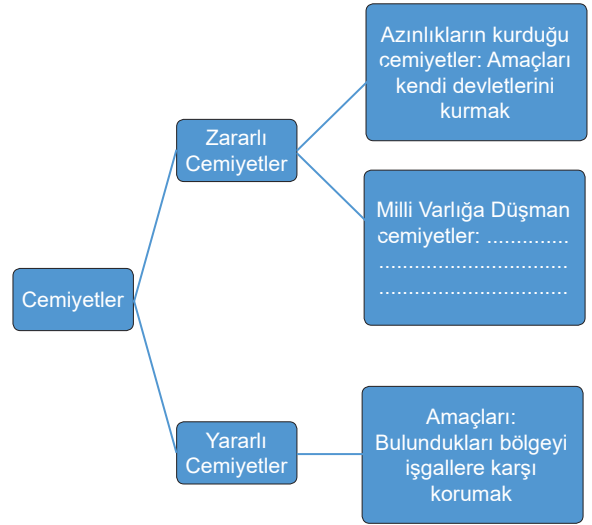 Azınlıkların kurduğu
cemiyetler: Amaçları
kendi devletlerini
kurmak
Zararlı
Cemiyetler
Milli Varlığa Düşman
cemiyetler: ..............
................................
................................
Cemiyetler
Yararlı
Cemiyetler
Amaçları:
Bulundukları bölgeyi
işgallere karşı
korumak